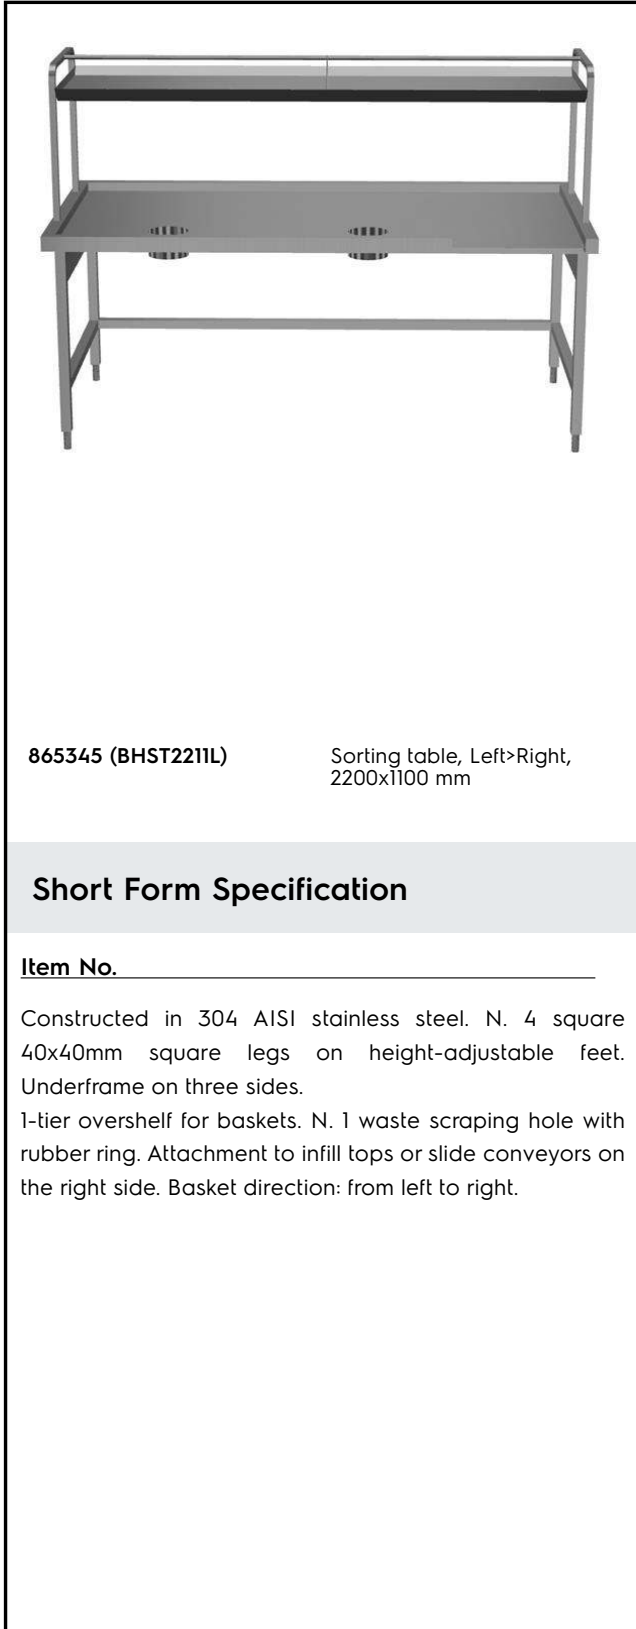 865345 (BHST2211L)
Sorting table, Left>Right,
2200x1100 mm
Short Form Specification
Item No.
Constructed in 304 AISI stainless steel. N. 4 square
40x40mm square legs on height-adjustable feet.
Underframe on three sides.
1-tier overshelf for baskets. N. 1 waste scraping hole with
rubber ring. Attachment to infill tops or slide conveyors on
the right side. Basket direction: from left to right.